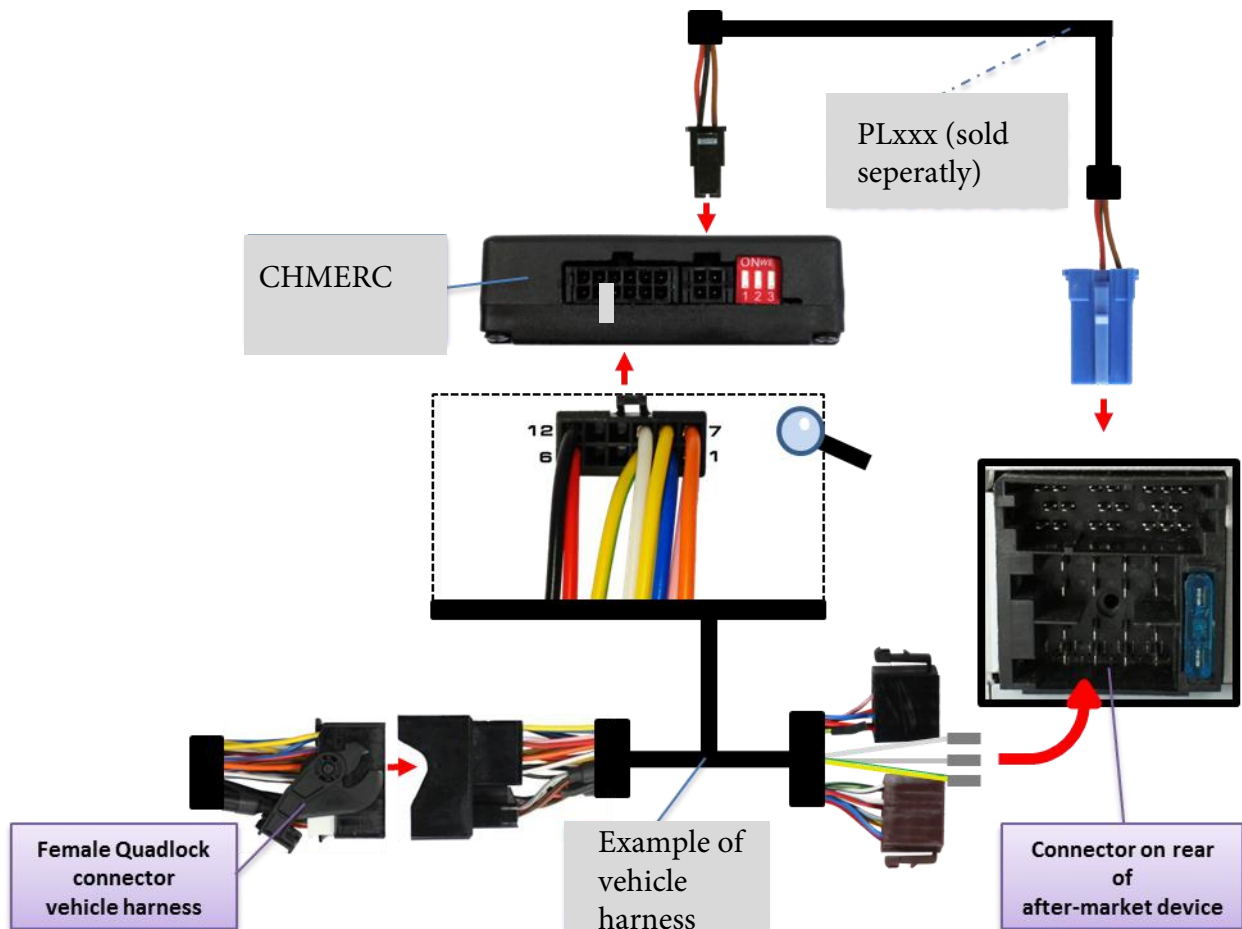 PLxxx (sold
seperatly)
CHMERC
ONWE
1 2 3
12
7
6
1
Female Quadlock
connector
vehicle harness
Example of
vehicle
harness
Connector on rear
of
after-market device